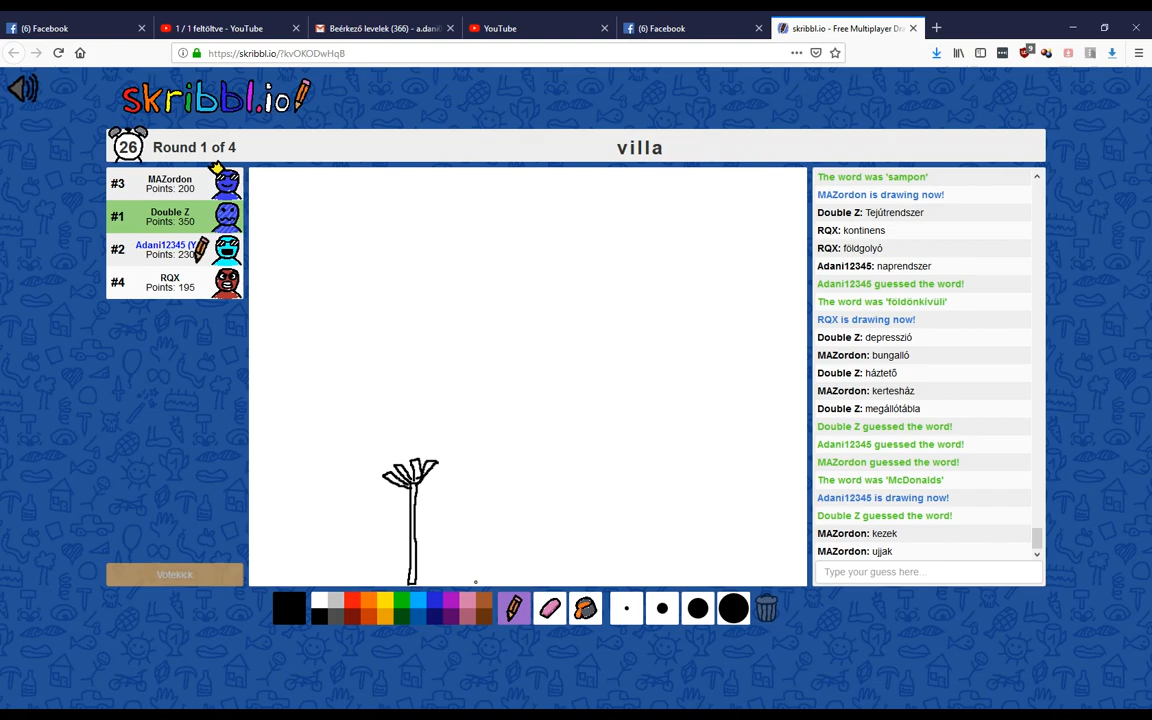 (6) Facebook
1 / 1 feltöltve - YouTube
Beérkező levelek (366) - a.dani
YouTube
(6) Facebook
skribbl.io - Free Multiplayer Dra
https://skribbl.io/?kvOKODwHqB
9
skribbl.io
26
Round 1 of 4
villa
#3
MAZordon
Points: 200
#1
Double Z
Points: 350
#2
Adani12345 (Y
Points: 230
#4
RQX
Points: 195
Votekick
The word was 'sampon'
MAZordon is drawing now!
Double Z: Tejútrendszer
RQX: kontinens
RQX: földgolyó
Adani12345: naprendszer
Adani12345 guessed the word!
The word was 'földönkívüli'
RQX is drawing now!
Double Z: depresszió
MAZordon: bungalló
Double Z: háztető
MAZordon: kertesház
Double Z: megállótábla
Double Z guessed the word!
Adani12345 guessed the word!
MAZordon guessed the word!
The word was 'McDonalds'
Adani12345 is drawing now!
Double Z guessed the word!
MAZordon: kezek
MAZordon: ujjak
Type your guess here...